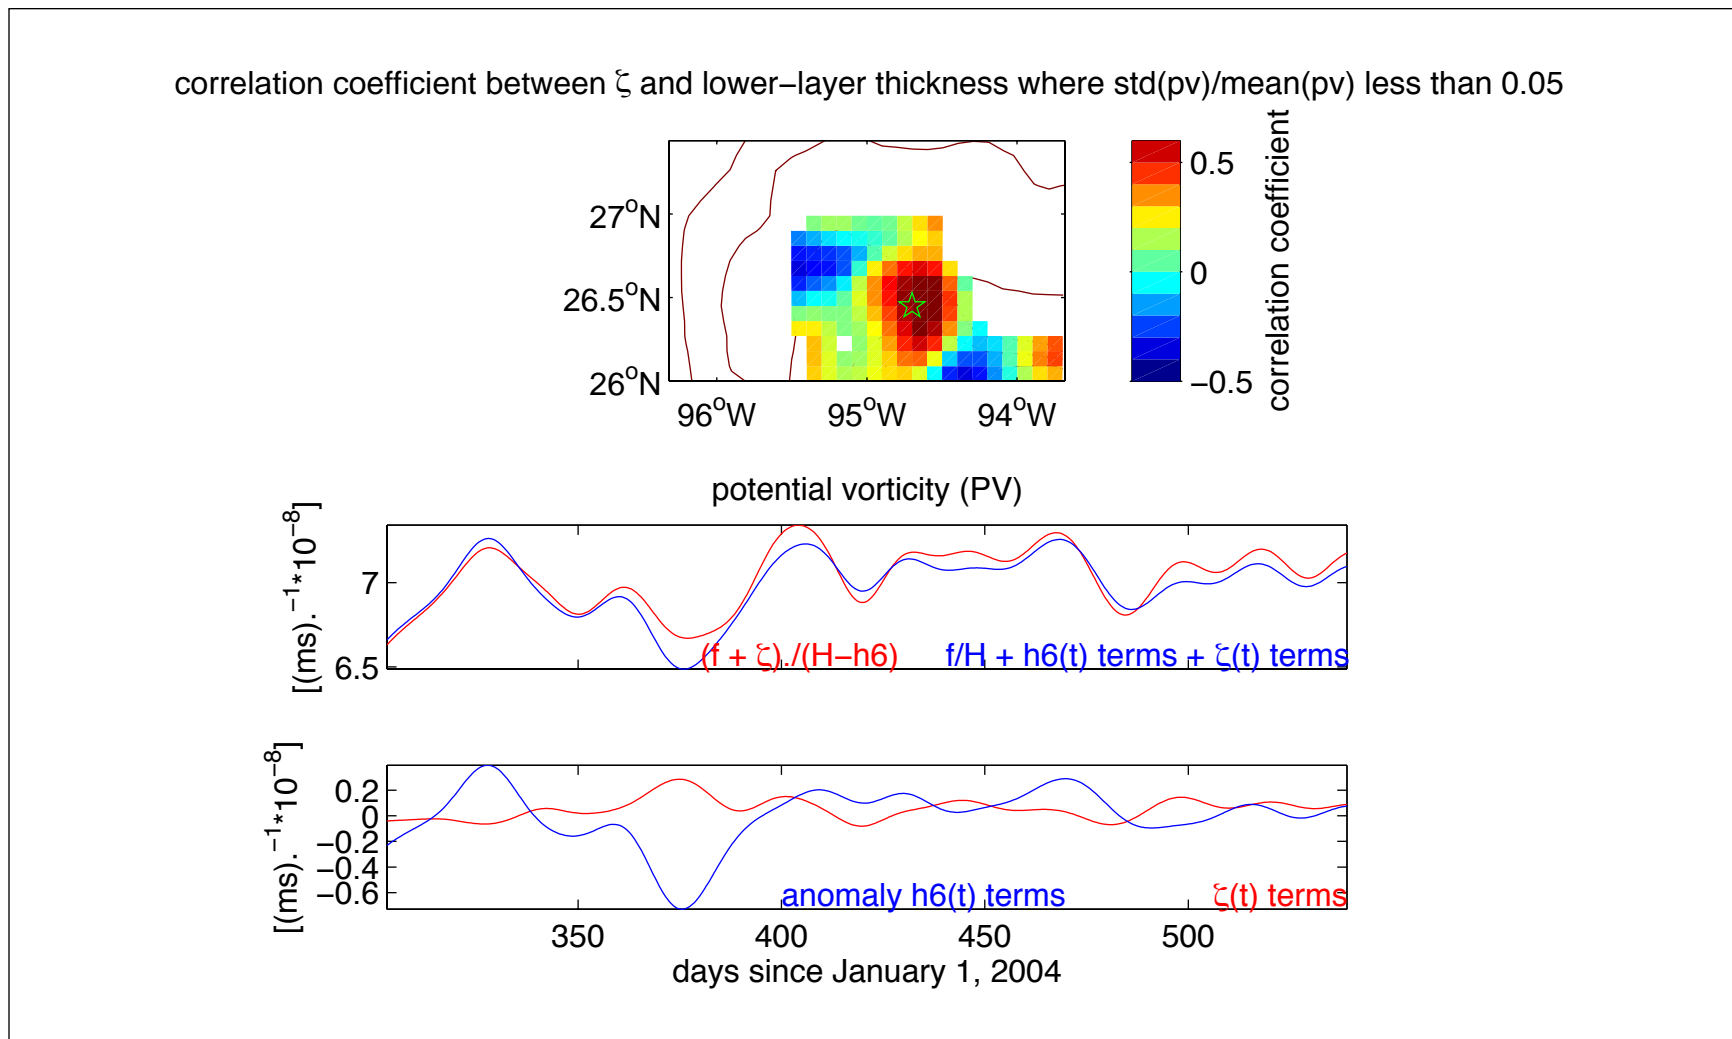 correlation coefficient between ζ and lower−layer thickness where std(pv)/mean(pv) less than 0.05
27°N
26.5°N
26°N
96°W 95°W 94°W
0.5
0
−0.5
correlation coefficient
potential vorticity (PV)
[(ms).⁻¹*10⁻⁸]
7
6.5
(f + ζ)./(H−h6) f/H + h6(t) terms + ζ(t) terms
[(ms).⁻¹*10⁻⁸]
0.2
0
−0.2
−0.4
−0.6
anomaly h6(t) terms ζ(t) terms
350 400 450 500
days since January 1, 2004